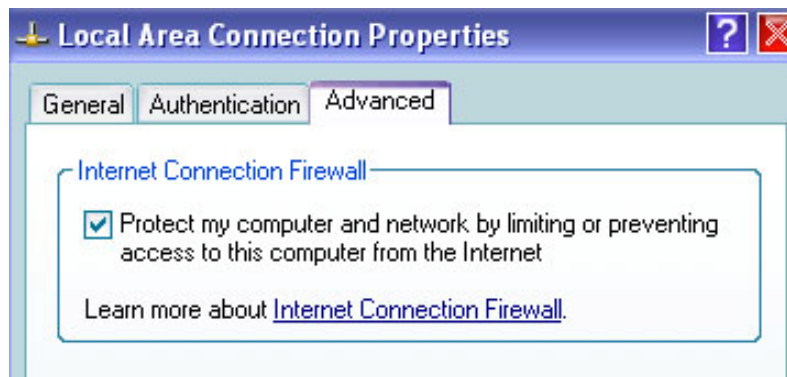 Local Area Connection Properties
?
General Authentication Advanced
Internet Connection Firewall
Protect my computer and network by limiting or preventing
access to this computer from the Internet
Learn more about Internet Connection Firewall.